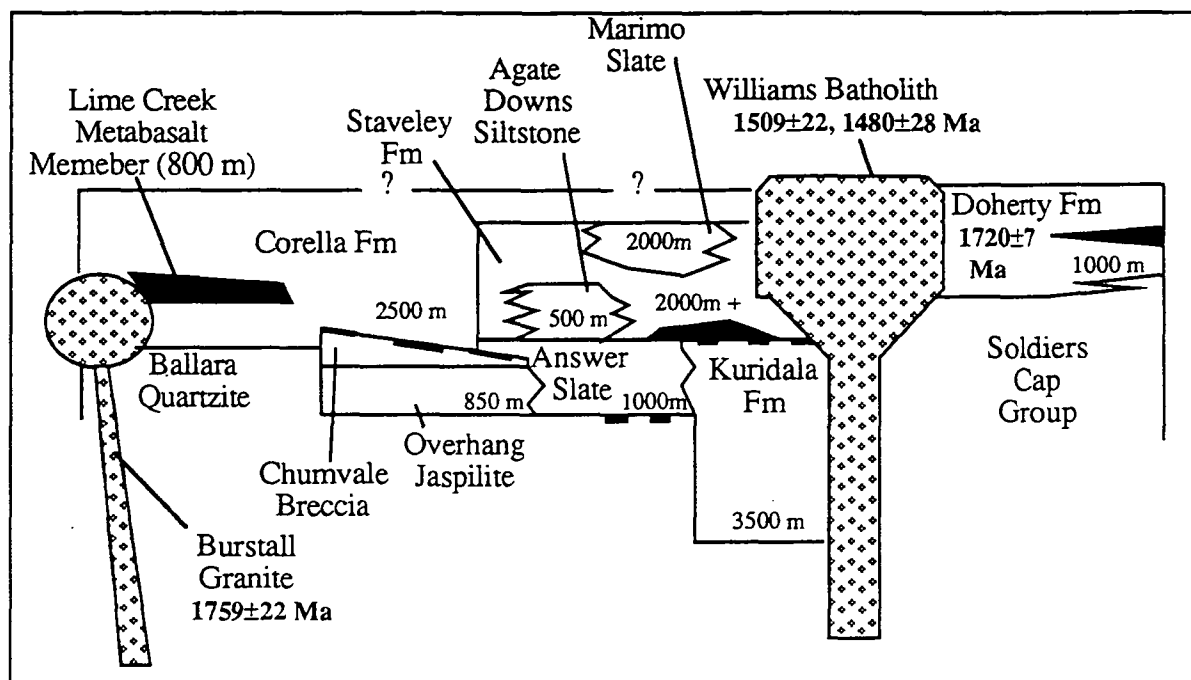 Marimo
Slate
Agate
Downs
Siltstone
Lime Creek
Metabasalt
Memeber (800 m)
Staveley
Fm
Williams Batholith
1509±22, 1480±28 Ma
?
?
Corella Fm
2000m
Doherty Fm
1720±7
Ma
1000 m
2500 m
500 m
2000m +
Ballara
Quartzite
Answer
Slate
Kuridala
Fm
Soldiers
Cap
Group
850 m
1000m
Overhang
Jaspilite
Chumvale
Breccia
3500 m
Burstall
Granite
1759±22 Ma